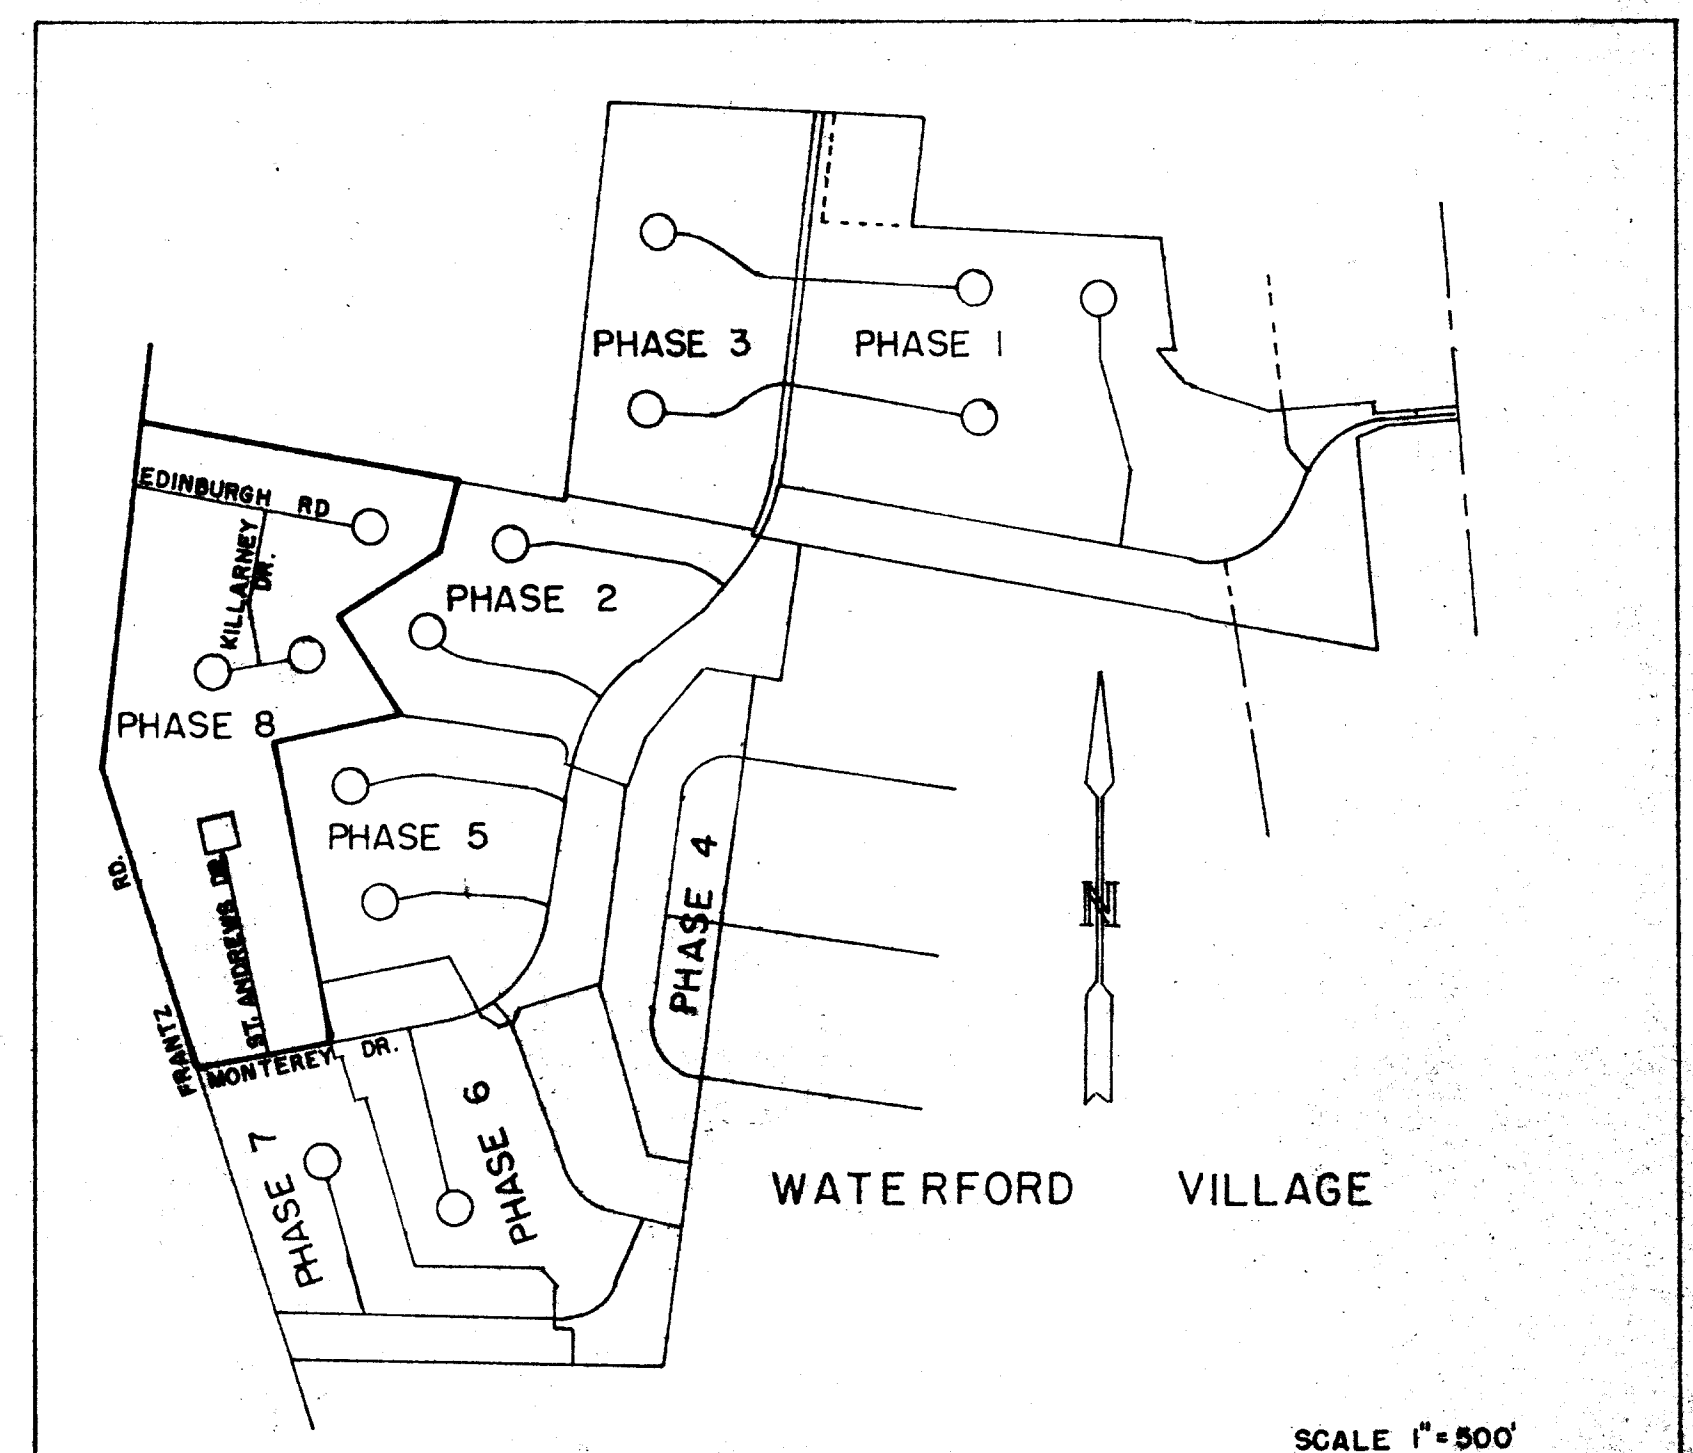 PHASE 3
PHASE 1
EDINBURGH RD
KILLARNEY DR.
PHASE 2
PHASE 8
PHASE 5
PHASE 4
RD.
ST. ANDREWS DR.
N
FRANTZ
MONTEREY DR.
PHASE 6
PHASE 7
WATERFORD VILLAGE
SCALE 1" = 500'